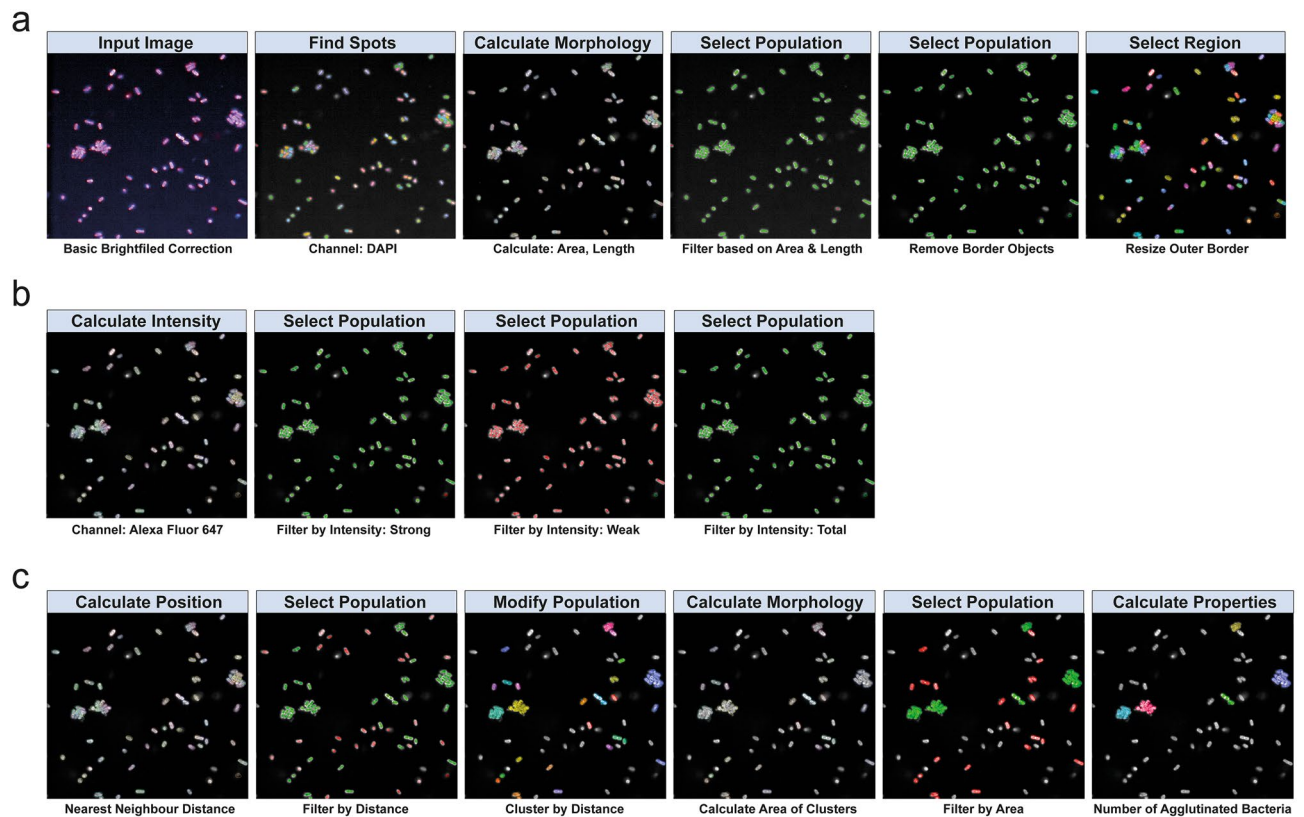 a
Input Image
Find Spots
Calculate Morphology
Select Population
Select Population
Select Region
Basic Brightfiled Correction
Channel: DAPI
Calculate: Area, Length
Filter based on Area & Length
Remove Border Objects
Resize Outer Border
b
Calculate Intensity
Select Population
Select Population
Select Population
Channel: Alexa Fluor 647
Filter by Intensity: Strong
Filter by Intensity: Weak
Filter by Intensity: Total
c
Calculate Position
Select Population
Modify Population
Calculate Morphology
Select Population
Calculate Properties
Nearest Neighbour Distance
Filter by Distance
Cluster by Distance
Calculate Area of Clusters
Filter by Area
Number of Agglutinated Bacteria